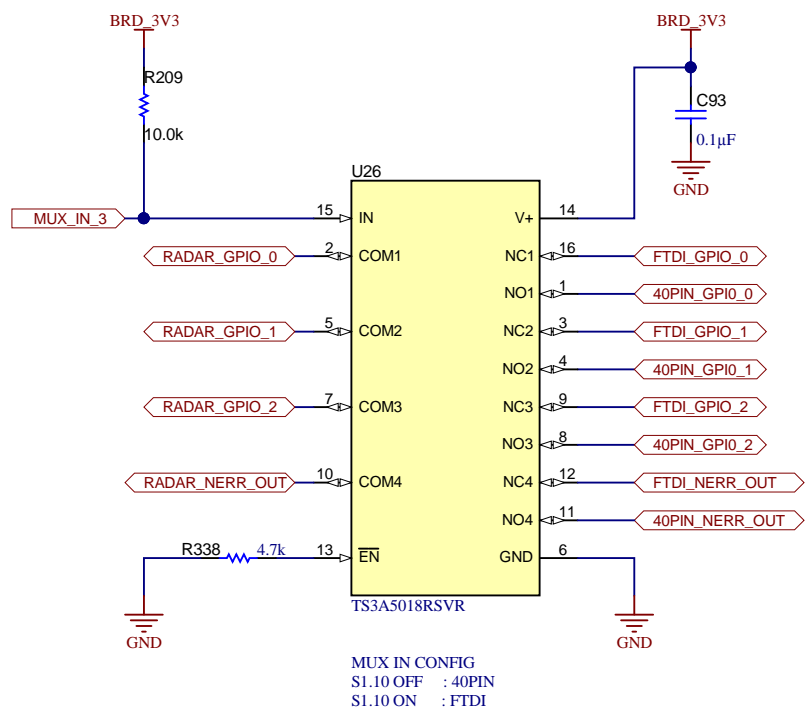 BRD_3V3
BRD_3V3
R209
10.0k
C93
0.1µF
GND
U26
MUX_IN_3
15
IN
V+
14
RADAR_GPIO_0
2
COM1
NC1
16
FTDI_GPIO_0
NO1
1
40PIN_GPI0_0
RADAR_GPIO_1
5
COM2
NC2
3
FTDI_GPIO_1
NO2
4
40PIN_GPI0_1
RADAR_GPIO_2
7
COM3
NC3
9
FTDI_GPIO_2
NO3
8
40PIN_GPI0_2
RADAR_NERR_OUT
10
COM4
NC4
12
FTDI_NERR_OUT
NO4
11
40PIN_NERR_OUT
R338
4.7k
13
EN
GND
6
GND
GND
TS3A5018RSVR
MUX IN CONFIG
S1.10 OFF : 40PIN
S1.10 ON : FTDI